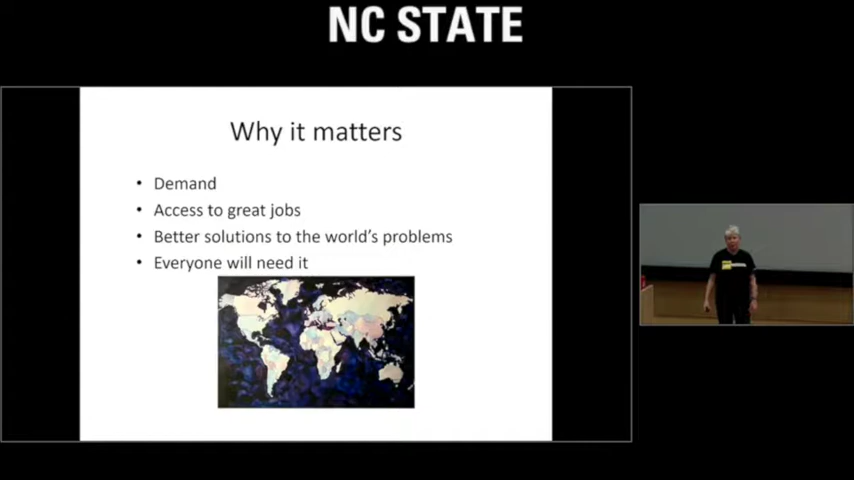 NC STATE
Why it matters
• Demand
• Access to great jobs
• Better solutions to the world's problems
• Everyone will need it